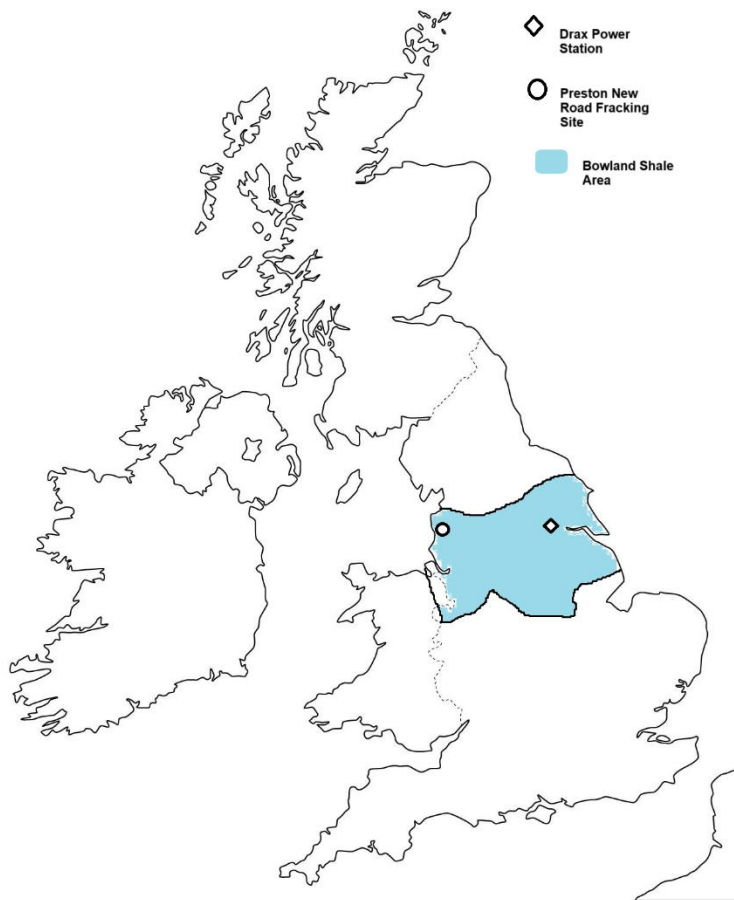 Drax Power
Station
Preston New
Road Fracking
Site
Bowland Shale
Area